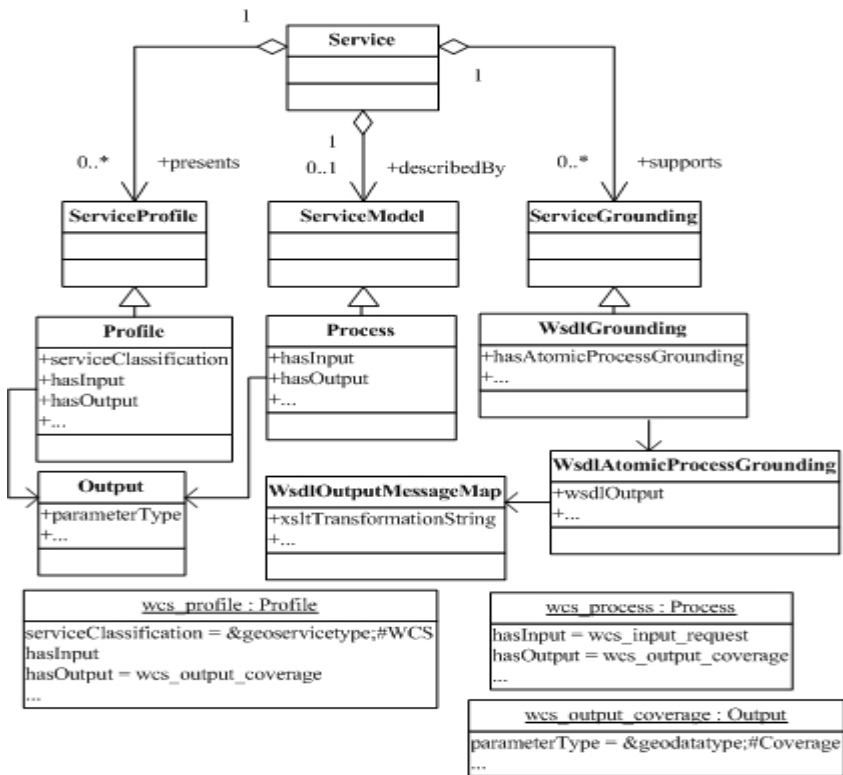 1
Service
1
1
0..* +presents
0..1 +describedBy
0..* +supports
ServiceProfile
ServiceModel
ServiceGrounding
Profile
+serviceClassification
+hasInput
+hasOutput
+...
Process
+hasInput
+hasOutput
+...
WsdlGrounding
+hasAtomicProcessGrounding
+...
Output
+parameterType
+...
WsdlOutputMessageMap
+xsltTransformationString
+...
WsdlAtomicProcessGrounding
+wsdlOutput
+...
wcs_profile : Profile
serviceClassification = &geoservicetype;#WCS
hasInput
hasOutput = wcs_output_coverage
...
wcs_process : Process
hasInput = wcs_input_request
hasOutput = wcs_output_coverage
...
wcs_output_coverage : Output
parameterType = &geodatatype;#Coverage
...